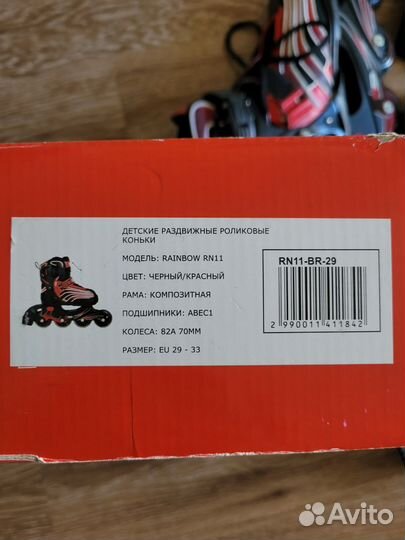 ДЕТСКИЕ РАЗДВИЖНЫЕ РОЛИКОВЫЕ
КОНЬКИ
МОДЕЛЬ: RAINBOW RN11
ЦВЕТ: ЧЕРНЫЙ/КРАСНЫЙ
РАМА: КОМПОЗИТНАЯ
ПОДШИПНИКИ: ABEC1
КОЛЕСА: 82A 70ММ
РАЗМЕР: EU 29 - 33
RN11-BR-29
2 990011 411842
Avito